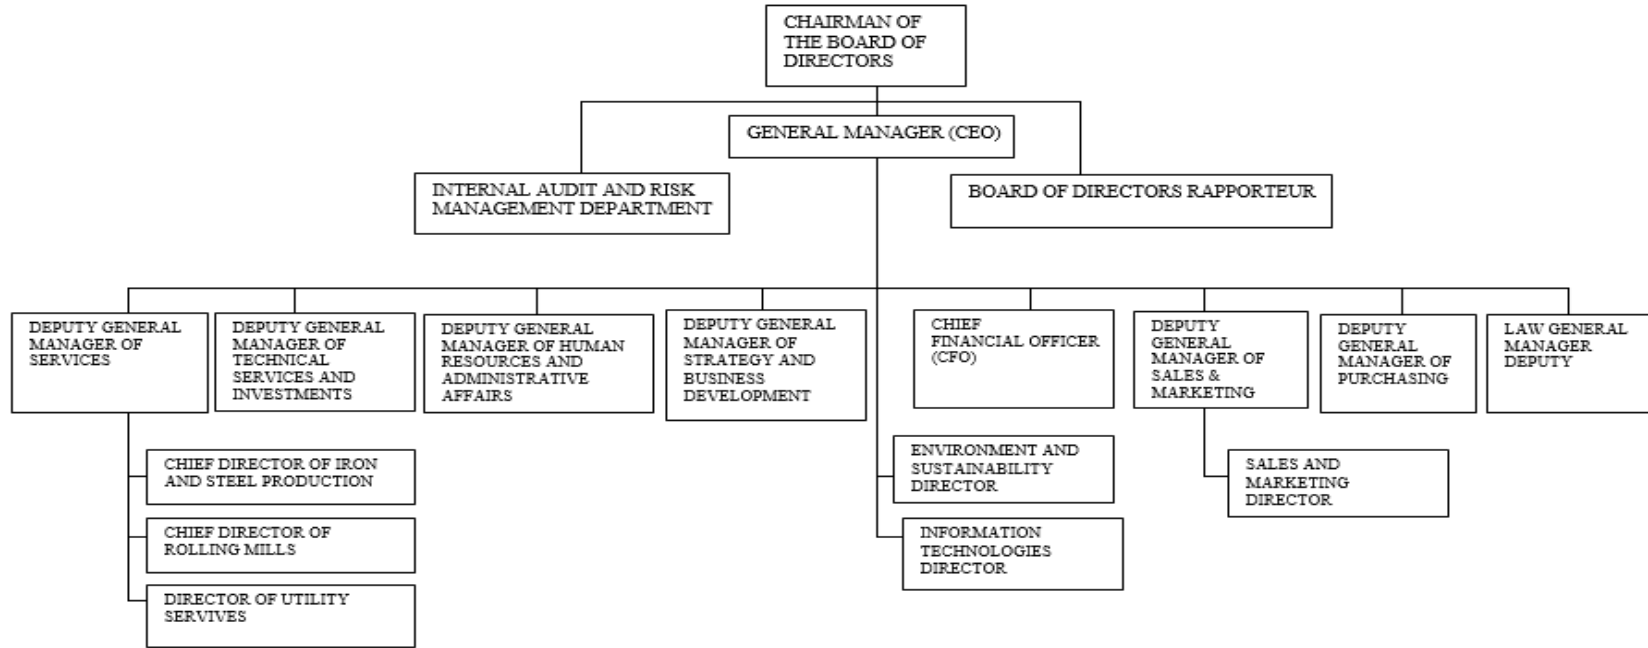 CHAIRMAN OF
THE BOARD OF
DIRECTORS
GENERAL MANAGER (CEO)
INTERNAL AUDIT AND RISK
MANAGEMENT DEPARTMENT
BOARD OF DIRECTORS RAPPORTEUR
DEPUTY GENERAL
MANAGER OF
SERVICES
DEPUTY GENERAL
MANAGER OF
TECHNICAL
SERVICES AND
INVESTMENTS
DEPUTY GENERAL
MANAGER OF HUMAN
RESOURCES AND
ADMINISTRATIVE
AFFAIRS
DEPUTY GENERAL
MANAGER OF
STRATEGY AND
BUSINESS
DEVELOPMENT
CHIEF
FINANCIAL OFFICER
(CFO)
DEPUTY
GENERAL
MANAGER OF
SALES &
MARKETING
DEPUTY
GENERAL
MANAGER OF
PURCHASING
LAW GENERAL
MANAGER
DEPUTY
CHIEF DIRECTOR OF IRON
AND STEEL PRODUCTION
CHIEF DIRECTOR OF
ROLLING MILLS
DIRECTOR OF UTILITY
SERVIVES
ENVIRONMENT AND
SUSTAINABILITY
DIRECTOR
INFORMATION
TECHNOLOGIES
DIRECTOR
SALES AND
MARKETING
DIRECTOR